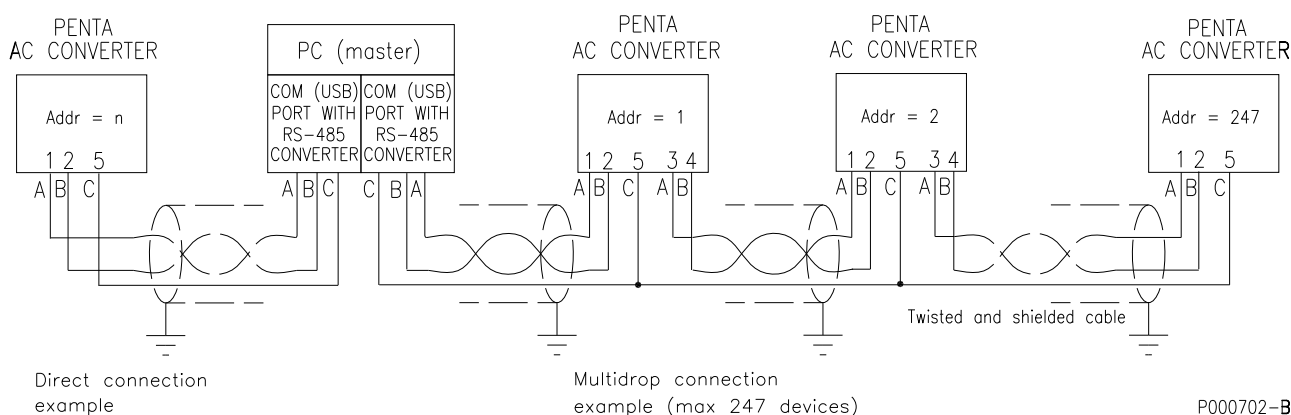 PENTA
AC CONVERTER
Addr = n
1 2 5
A B C
PC (master)
COM (USB)
PORT WITH
RS-485
CONVERTER
A B C
COM (USB)
PORT WITH
RS-485
CONVERTER
C B A
PENTA
AC CONVERTER
Addr = 1
1 2 5 3 4
A B C A B
PENTA
AC CONVERTER
Addr = 2
1 2 5 3 4
A B C A B
PENTA
AC CONVERTER
Addr = 247
1 2 5
A B C
Twisted and shielded cable
Direct connection
example
Multidrop connection
example (max 247 devices)
P000702-B